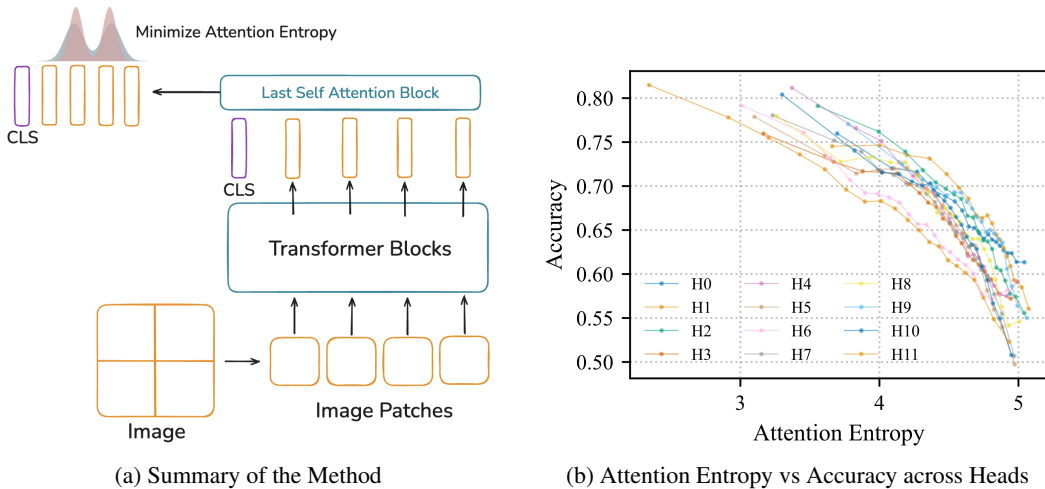 Minimize Attention Entropy
CLS
Last Self Attention Block
CLS
Transformer Blocks
Image
Image Patches
(a) Summary of the Method
Accuracy
0.80
0.75
0.70
0.65
0.60
0.55
0.50
H0 H4 H8
H1 H5 H9
H2 H6 H10
H3 H7 H11
3 4 5
Attention Entropy
(b) Attention Entropy vs Accuracy across Heads